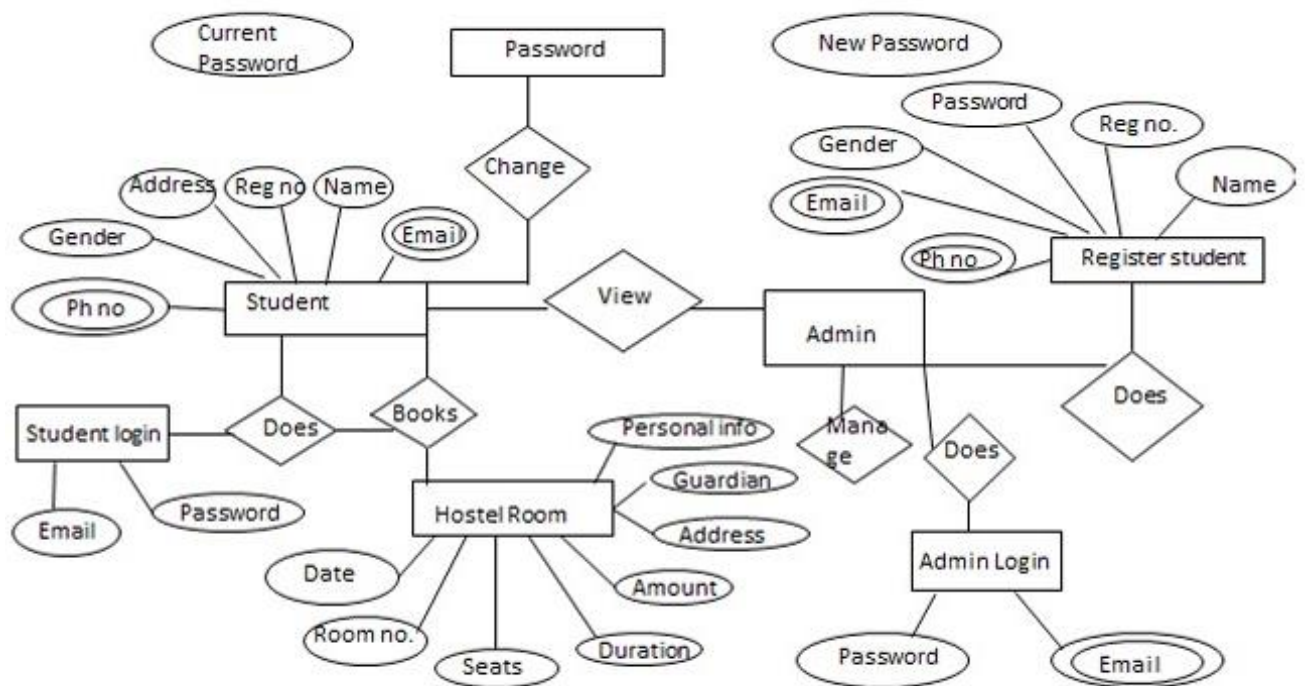 Current
Password
Password
New Password
Password
Reg no.
Gender
Change
Address
Reg no
Name
Name
Email
Email
Gender
Ph no
Register student
Ph no
Student
View
Admin
Does
Books
Student login
Does
Mana
ge
Does
Personal info
Guardian
Hostel Room
Password
Email
Address
Date
Amount
Admin Login
Room no.
Duration
Seats
Password
Email